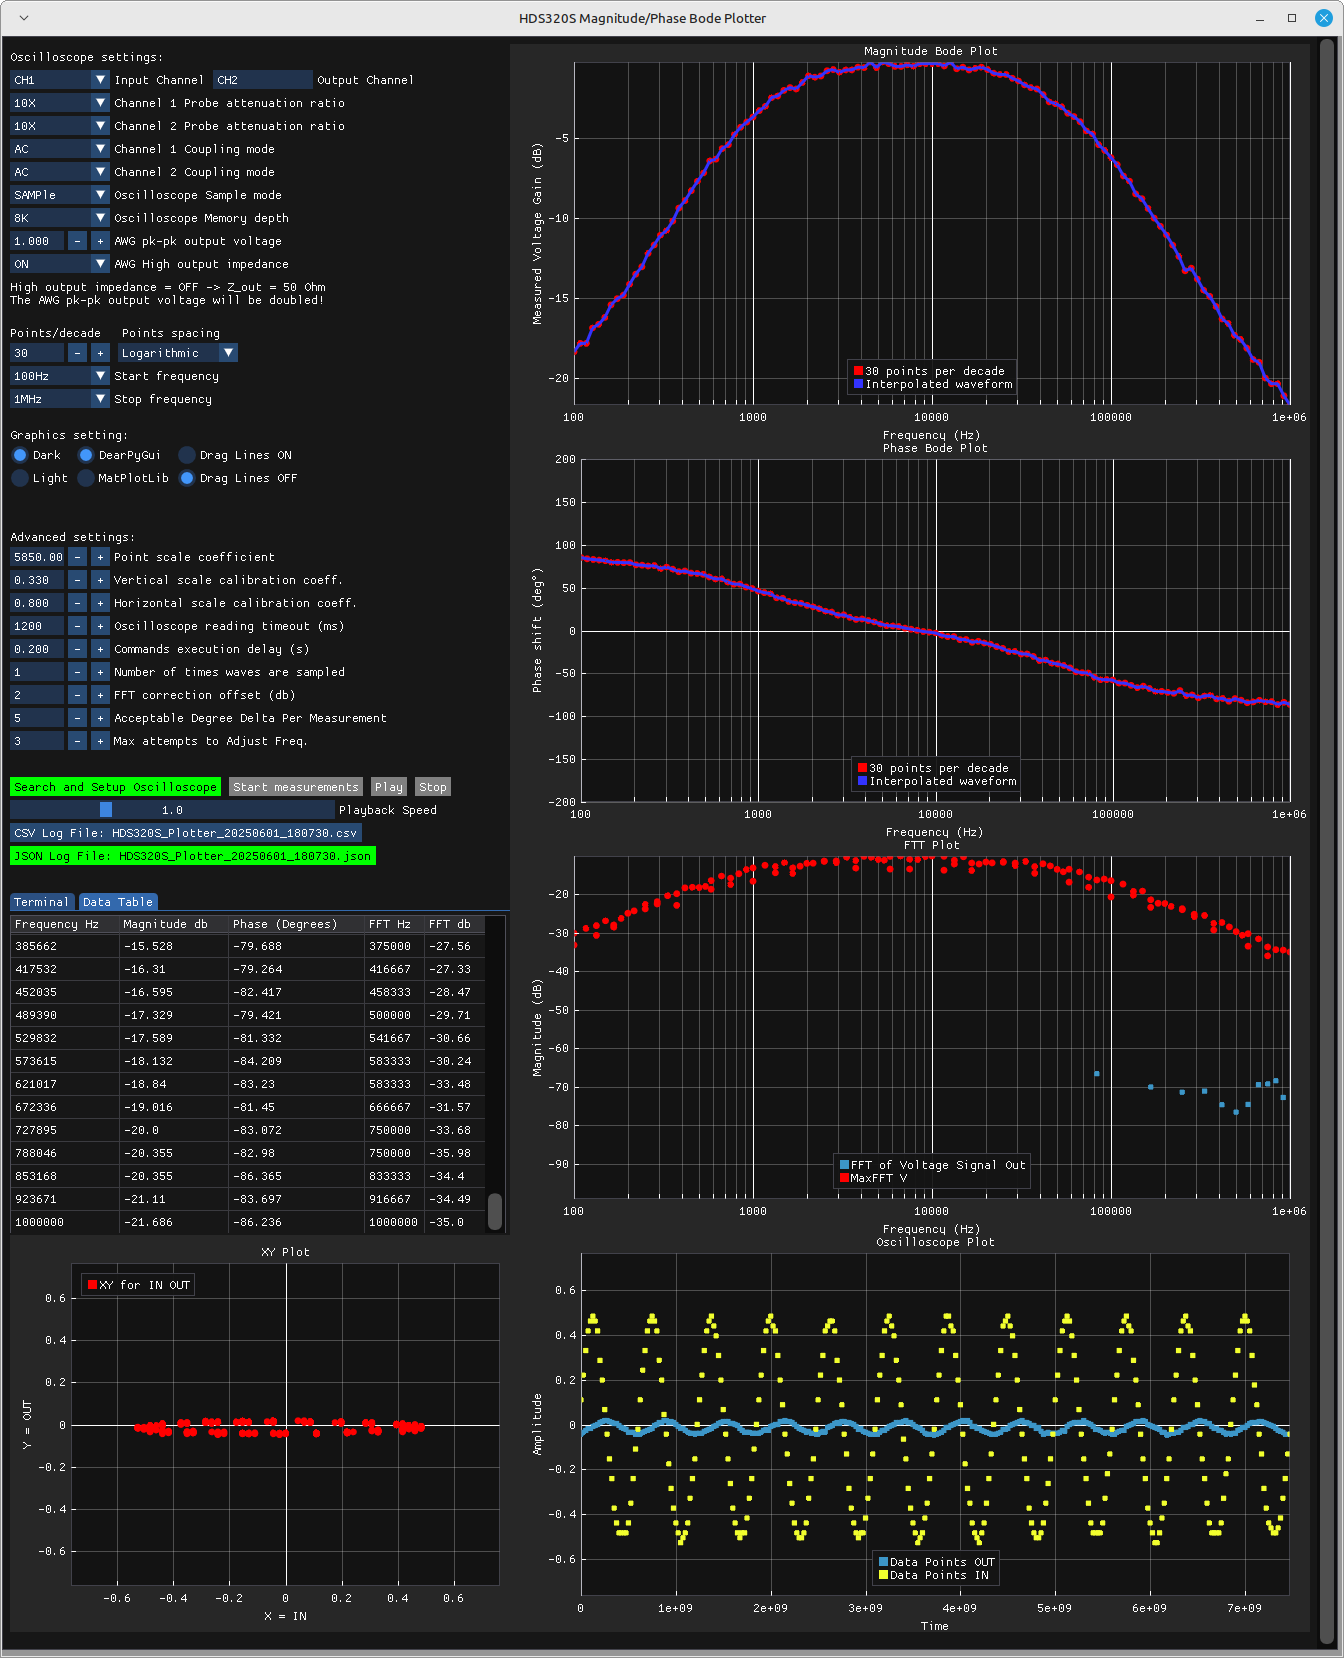 HDS320S Magnitude/Phase Bode Plotter
Oscilloscope settings:
CH1 Input Channel CH2 Output Channel
10X Channel 1 Probe attenuation ratio
10X Channel 2 Probe attenuation ratio
AC Channel 1 Coupling mode
AC Channel 2 Coupling mode
SAMPle Oscilloscope Sample mode
8K Oscilloscope Memory depth
1.000 - + AWG pk-pk output voltage
ON AWG High output impedance
High output impedance = OFF -> Z_out = 50 Ohm
The AWG pk-pk output voltage will be doubled!
Points/decade Points spacing
30 - + Logarithmic
100Hz Start frequency
1MHz Stop frequency
Graphics setting:
Dark DearPyGui Drag Lines ON
Light MatPlotLib Drag Lines OFF
Advanced settings:
5850.00 - + Point scale coefficient
0.330 - + Vertical scale calibration coeff.
0.800 - + Horizontal scale calibration coeff.
1200 - + Oscilloscope reading timeout (ms)
0.200 - + Commands execution delay (s)
1 - + Number of times waves are sampled
2 - + FFT correction offset (db)
5 - + Acceptable Degree Delta Per Measurement
3 - + Max attempts to Adjust Freq.
Search and Setup Oscilloscope Start measurements Play Stop
1.0 Playback Speed
CSV Log File: HDS320S_Plotter_20250601_180730.csv
JSON Log File: HDS320S_Plotter_20250601_180730.json
Terminal Data Table
Frequency Hz Magnitude db Phase (Degrees) FFT Hz FFT db
385662 -15.528 -79.688 375000 -27.56
417532 -16.31 -79.264 416667 -27.33
452035 -16.595 -82.417 458333 -28.47
489390 -17.329 -79.421 500000 -29.71
529832 -17.589 -81.332 541667 -30.66
573615 -18.132 -84.209 583333 -30.24
621017 -18.84 -83.23 583333 -33.48
672336 -19.016 -81.45 666667 -31.57
727895 -20.0 -83.072 750000 -33.68
788046 -20.355 -82.98 750000 -35.98
853168 -20.355 -86.365 833333 -34.4
923671 -21.11 -83.697 916667 -34.49
1000000 -21.686 -86.236 1000000 -35.0
XY Plot
XY for IN OUT
Y = OUT
0.6
0.4
0.2
0
-0.2
-0.4
-0.6
-0.6 -0.4 -0.2 0 0.2 0.4 0.6
X = IN
Magnitude Bode Plot
Measured Voltage Gain (dB)
-5
-10
-15
-20
30 points per decade
Interpolated waveform
100 1000 10000 100000 1e+06
Frequency (Hz)
Phase Bode Plot
Phase shift (deg°)
200
150
100
50
0
-50
-100
-150
-200
30 points per decade
Interpolated waveform
100 1000 10000 100000 1e+06
Frequency (Hz)
FTT Plot
Magnitude (dB)
-20
-30
-40
-50
-60
-70
-80
-90
FFT of Voltage Signal Out
MaxFFT V
100 1000 10000 100000 1e+06
Frequency (Hz)
Oscilloscope Plot
Amplitude
0.6
0.4
0.2
0
-0.2
-0.4
-0.6
Data Points OUT
Data Points IN
0 1e+09 2e+09 3e+09 4e+09 5e+09 6e+09 7e+09
Time